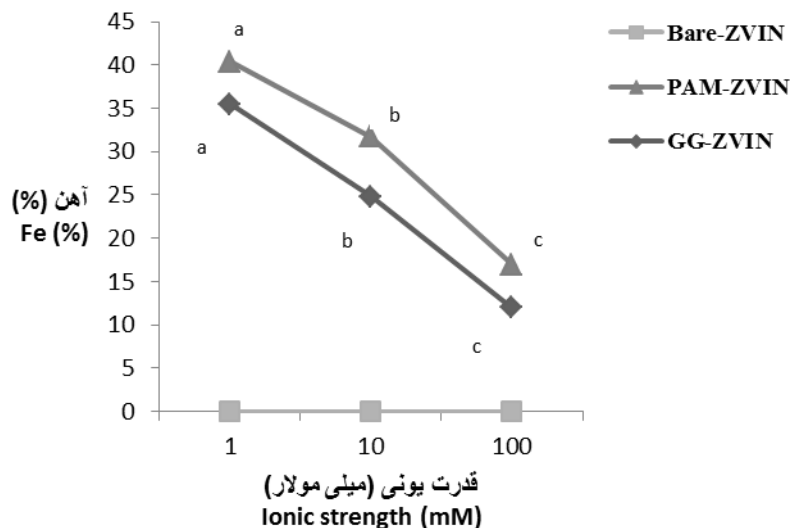 45
40
35
30
25
20
15
10
5
0
آهن (%)
Fe (%)
a
b
c
a
b
c
1 10 100
قدرت یونی (میلی مولار)
Ionic strength (mM)
Bare-ZVIN
PAM-ZVIN
GG-ZVIN